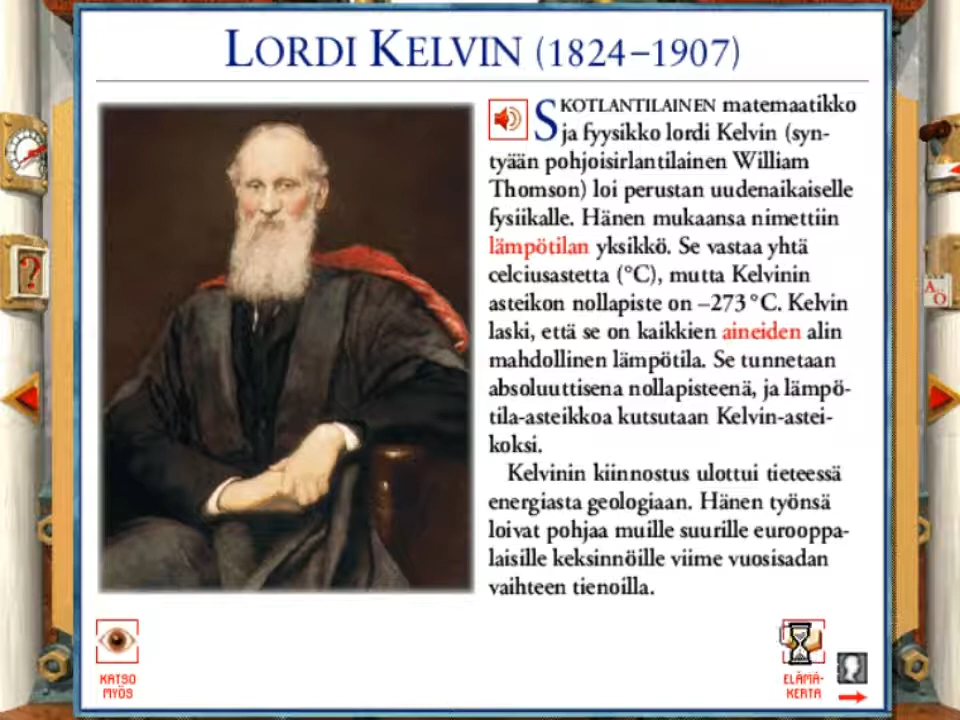 LORDI KELVIN (1824–1907)
SKOTLANTILAINEN matemaatikko
ja fyysikko lordi Kelvin (syn-
tyään pohjoisirlantilainen William
Thomson) loi perustan uudenaikaiselle
fysiikalle. Hänen mukaansa nimettiin
lämpötilan yksikkö. Se vastaa yhtä
celciusastetta (°C), mutta Kelvinin
asteikon nollapiste on –273 °C. Kelvin
laski, että se on kaikkien aineiden alin
mahdollinen lämpötila. Se tunnetaan
absoluuttisena nollapisteenä, ja lämpö-
tila-asteikkoa kutsutaan Kelvin-astei-
koksi.
Kelvinin kiinnostus ulottui tieteessä
energiasta geologiaan. Hänen työnsä
loivat pohjaa muille suurille eurooppa-
laisille keksinnöille viime vuosisadan
vaihteen tienoilla.
KATSO
MYÖS
ELÄMÄ-
KERTA
?
A
O